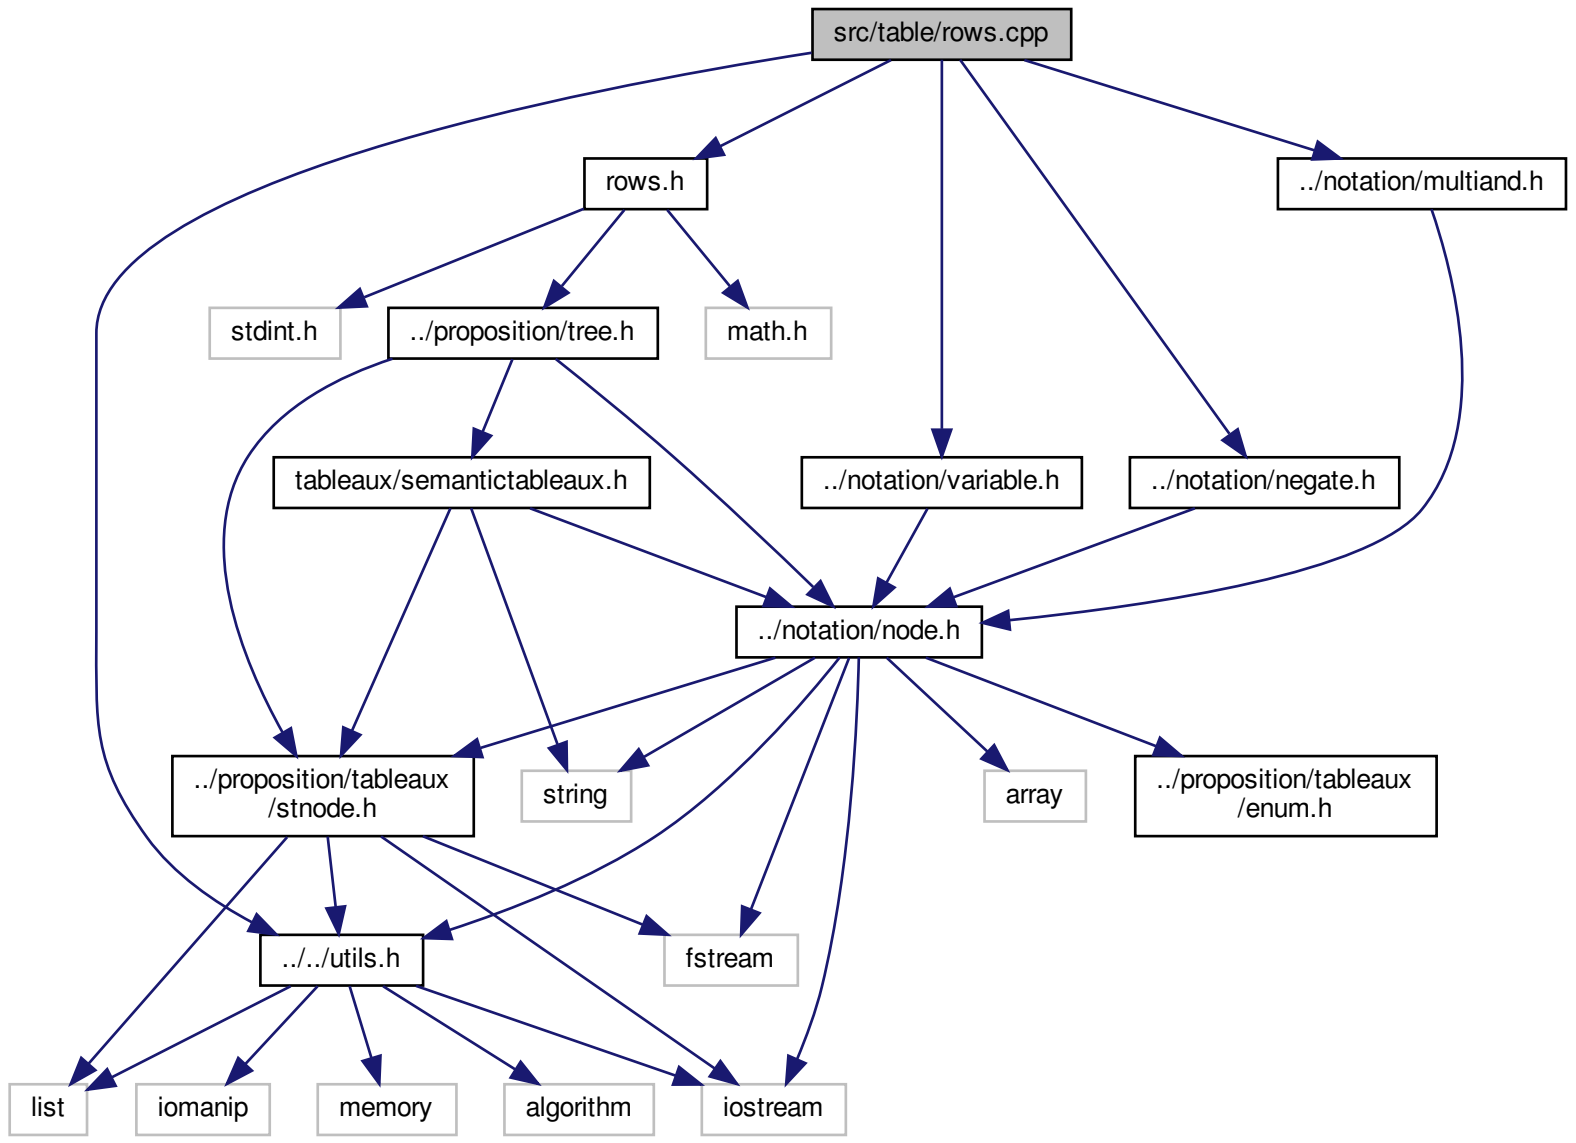 src/table/rows.cpp
rows.h
../notation/multiand.h
stdint.h
../proposition/tree.h
math.h
tableaux/semantictableaux.h
../notation/variable.h
../notation/negate.h
../notation/node.h
../proposition/tableaux
/stnode.h
string
array
../proposition/tableaux
/enum.h
../../utils.h
fstream
list
iomanip
memory
algorithm
iostream